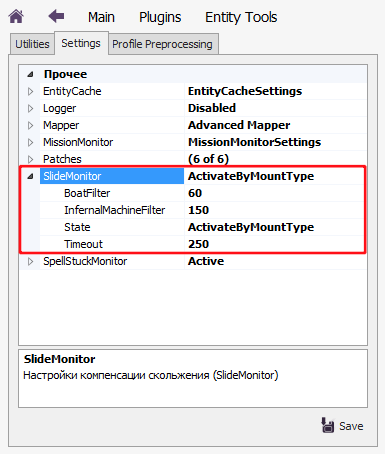 Main Plugins Entity Tools
Utilities Settings Profile Preprocessing
Прочее
EntityCache EntityCacheSettings
Logger Disabled
Mapper Advanced Mapper
MissionMonitor MissionMonitorSettings
Patches (6 of 6)
SlideMonitor ActivateByMountType
BoatFilter 60
InfernalMachineFilter 150
State ActivateByMountType
Timeout 250
SpellStuckMonitor Active
SlideMonitor
Настройки компенсации скольжения (SlideMonitor)
Save